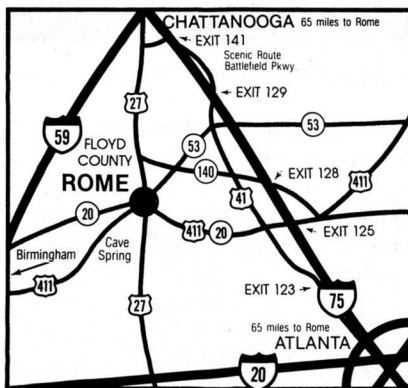 CHATTANOOGA 65 miles to Rome
EXIT 141
Scenic Route
Battlefield Pkwy.
27
EXIT 129
59
53
53
FLOYD
COUNTY
140
EXIT 128
ROME
41
411
20
411
20
EXIT 125
Birmingham
Cave
Spring
411
EXIT 123
27
75
65 miles to Rome
ATLANTA
20